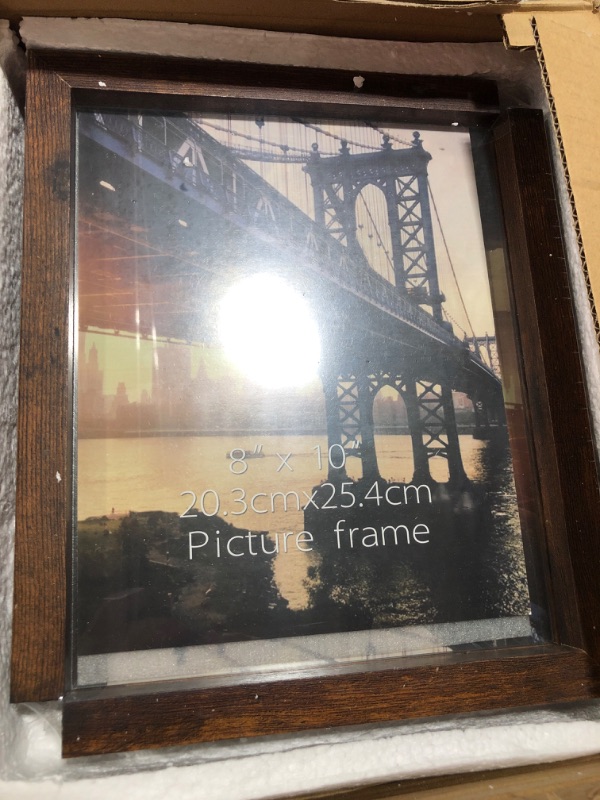 8" x 10"
20.3cmx25.4cm
Picture frame